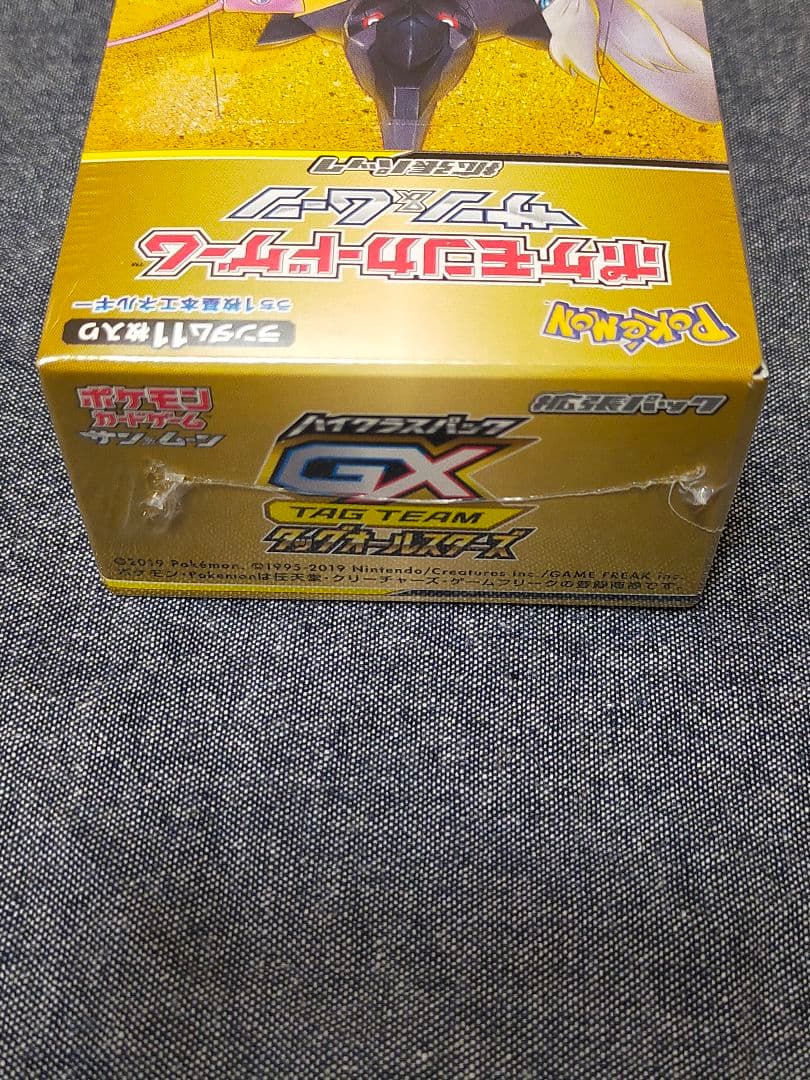 拡張パック
サン&ムーン
ポケモンカードゲーム™
POKéMON
ランダム11枚入り
うち1枚基本エネルギー
ポケモン
カードゲーム
サン&ムーン
拡張パック
ハイクラスパック
GX
TAG TEAM
タッグオールスターズ
©2019 Pokémon. ©1995-2019 Nintendo/Creatures inc./GAME FREAK inc.
ポケモン・Pokémonは任天堂・クリーチャーズ・ゲームフリークの登録商標です。